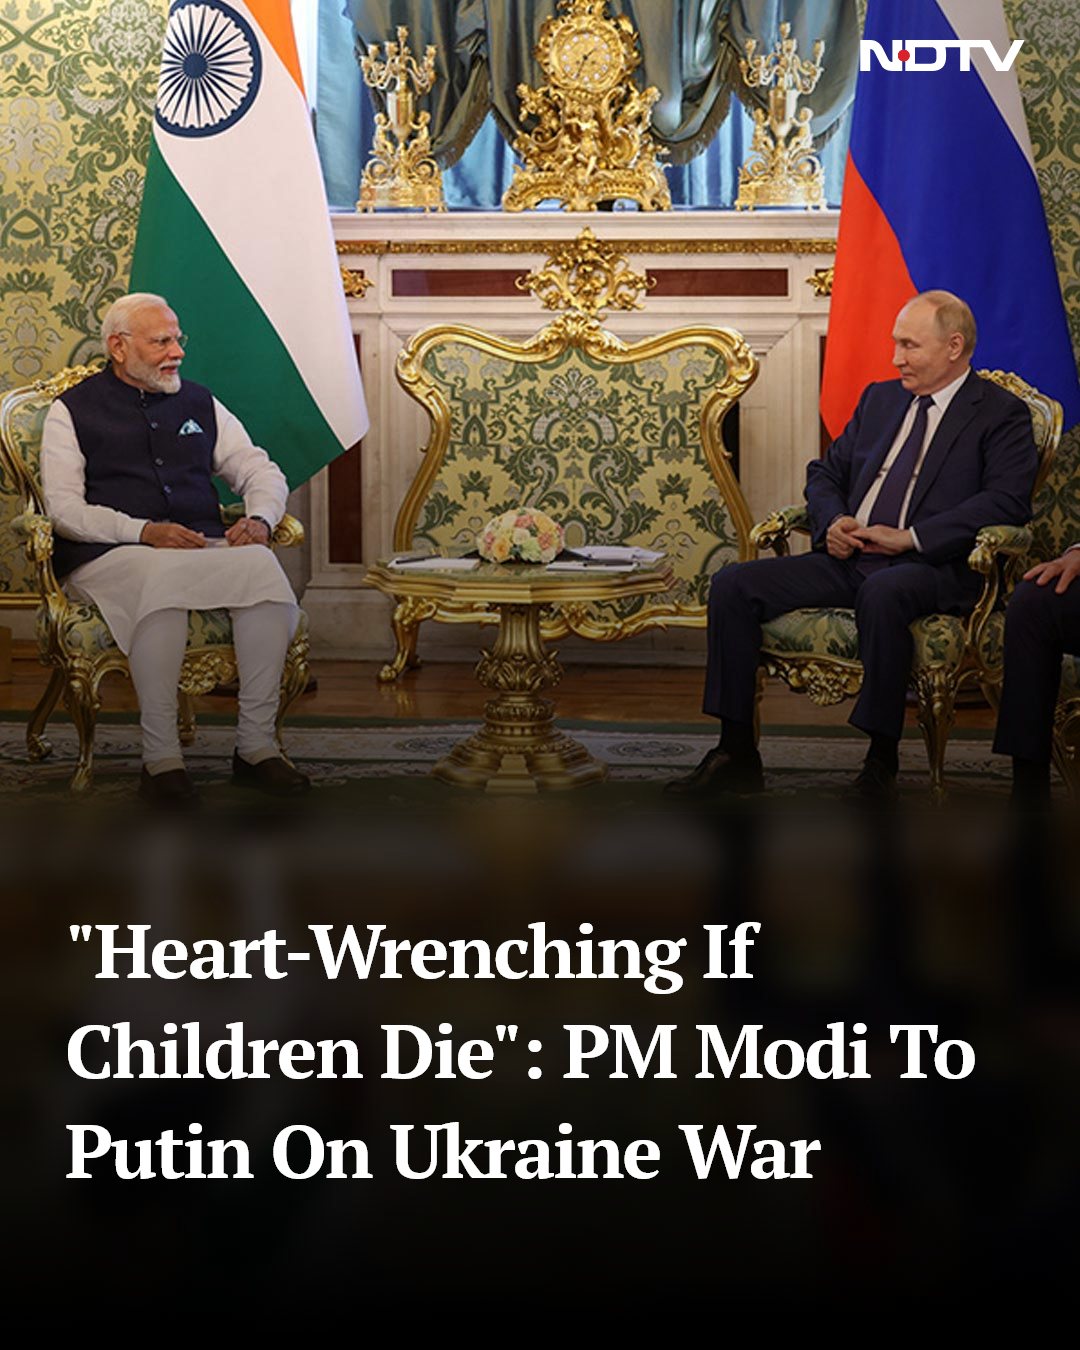 NDTV
"Heart-Wrenching If
Children Die": PM Modi To
Putin On Ukraine War